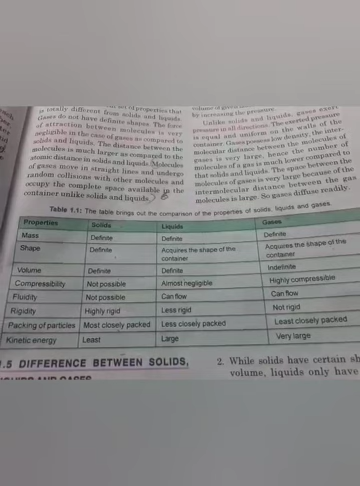 is totally different from solids and liquids.
Gases do not have definite shapes. The force
of attraction between molecules is very
negligible in the case of gases as compared to
solids and liquids. The distance between the
molecules is much larger as compared to the
atomic distance in solids and liquids. Molecules
of gases move in straight lines and undergo
random collisions with other molecules and
occupy the complete space available in the
container unlike solids and liquids.
by increasing the pressure.
Unlike solids and liquids, gases exert
pressure in all directions. The exerted pressure
is equal and uniform on the walls of the
container. Gases possess low density, the inter-
molecular distance between the molecules of
gases is very large, hence the number of
molecules of a gas is much lower compared to
that solids and liquids. The space between the
molecules of gases is very large because of the
intermolecular distance between the gas
molecules is large. So gases diffuse readily.
Table 1.1: The table brings out the comparison of the properties of solids, liquids and gases.
Properties Solids Liquids Gases
Mass Definite Definite Definite
Shape Definite Acquires the shape of the Acquires the shape of the
container container
Volume Definite Definite Indefinite
Compressibility Not possible Almost negligible Highly compressible
Fluidity Not possible Can flow Can flow
Rigidity Highly rigid Less rigid Not rigid
Packing of particles Most closely packed Less closely packed Least closely packed
Kinetic energy Least Large Very large
.5 DIFFERENCE BETWEEN SOLIDS,
2. While solids have certain sh
volume, liquids only have